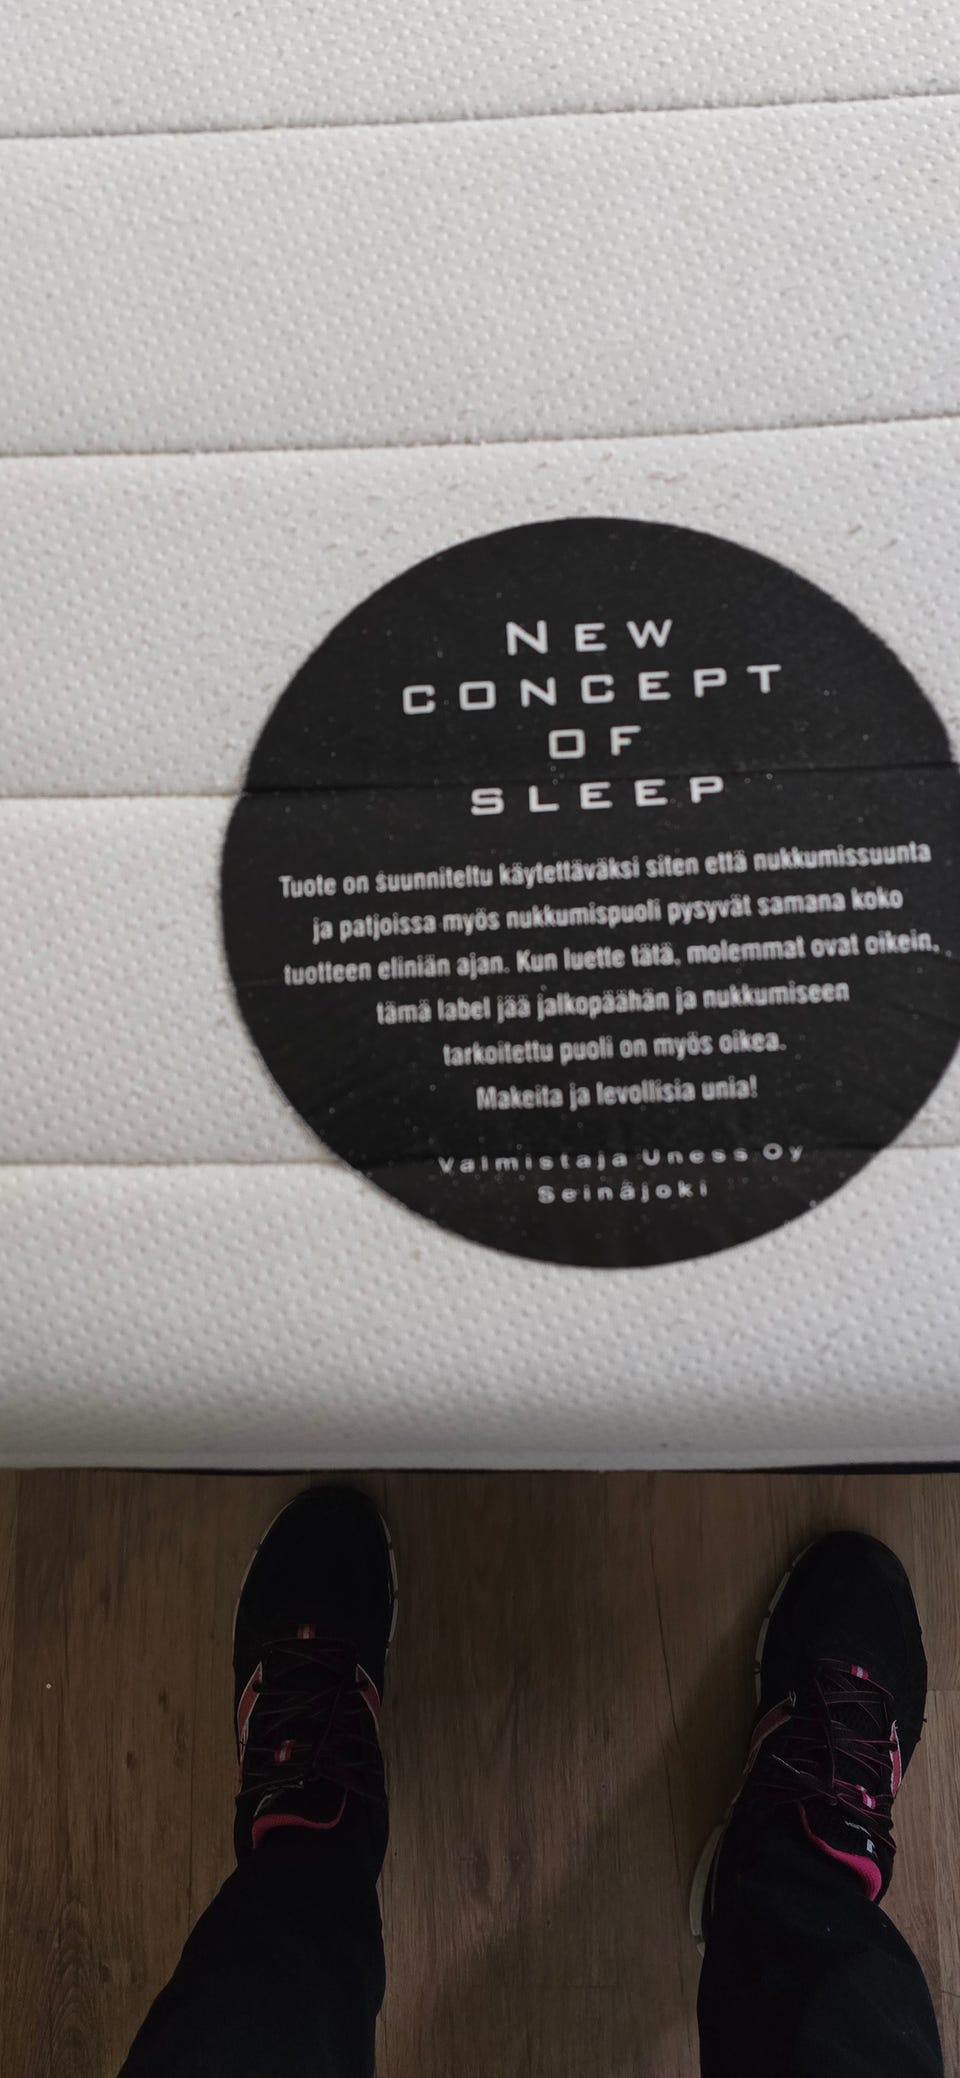 NEW
CONCEPT
OF
SLEEP
Tuote on suunniteltu käytettäväksi siten että nukkumissuunta
ja patjoissa myös nukkumispuoli pysyvät samana koko
tuotteen eliniän ajan. Kun luette tätä, molemmat ovat oikein,
tämä label jää jalkopäähän ja nukkumiseen
tarkoitettu puoli on myös oikea.
Makeita ja levollisia unia!
Valmistaja Uness Oy
Seinäjoki